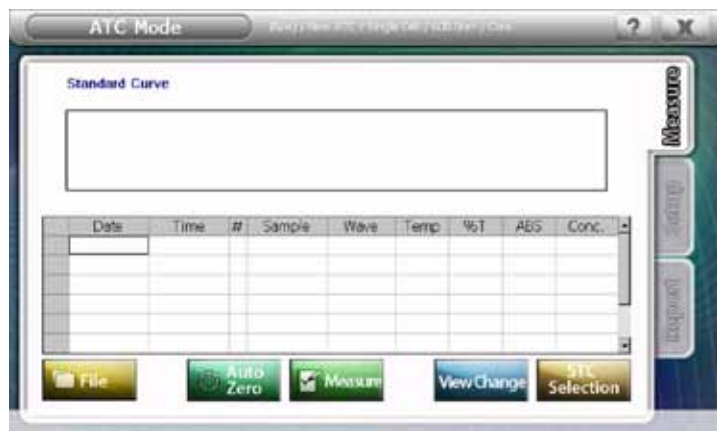 ATC Mode
? X
Standard Curve
Measure
Date Time # Sample Wave Temp %T ABS Conc.
File
Auto
Zero
Measure
View Change
STC
Selection